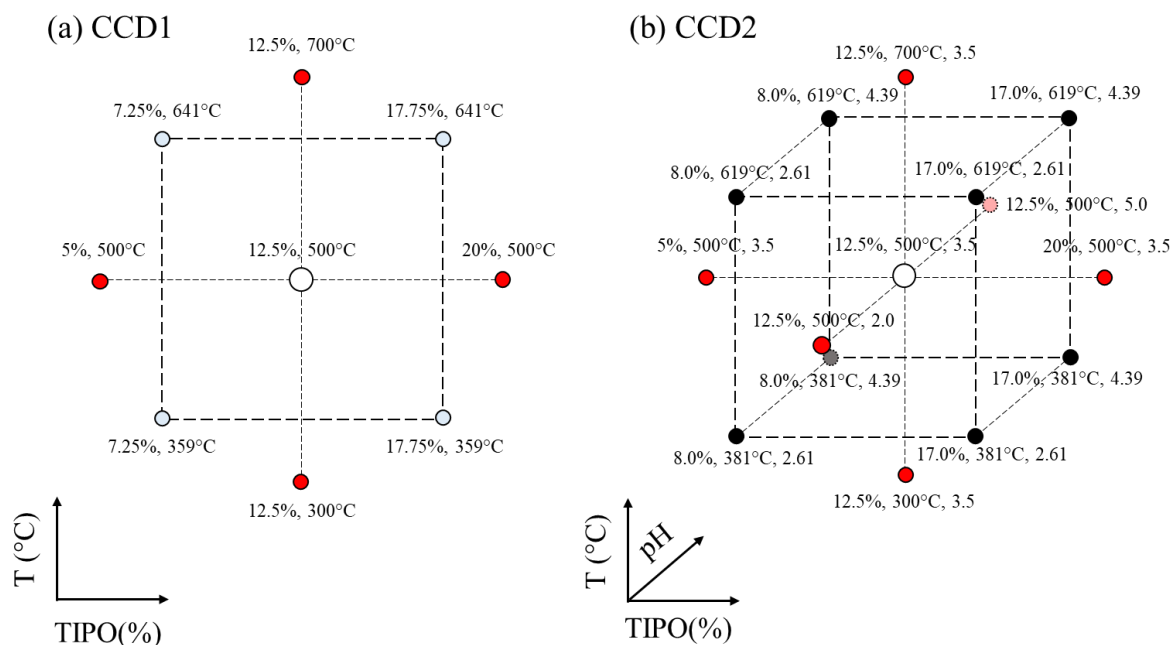 (a) CCD1
12.5%, 700°C
7.25%, 641°C
17.75%, 641°C
5%, 500°C
12.5%, 500°C
20%, 500°C
7.25%, 359°C
17.75%, 359°C
12.5%, 300°C
T (°C)
TIPO(%)
(b) CCD2
12.5%, 700°C, 3.5
8.0%, 619°C, 4.39
17.0%, 619°C, 4.39
8.0%, 619°C, 2.61
17.0%, 619°C, 2.61
12.5%, 500°C, 5.0
5%, 500°C, 3.5
12.5%, 500°C, 3.5
20%, 500°C, 3.5
12.5%, 500°C, 2.0
8.0%, 381°C, 4.39
17.0%, 381°C, 4.39
8.0%, 381°C, 2.61
17.0%, 381°C, 2.61
12.5%, 300°C, 3.5
T (°C)
pH
TIPO(%)